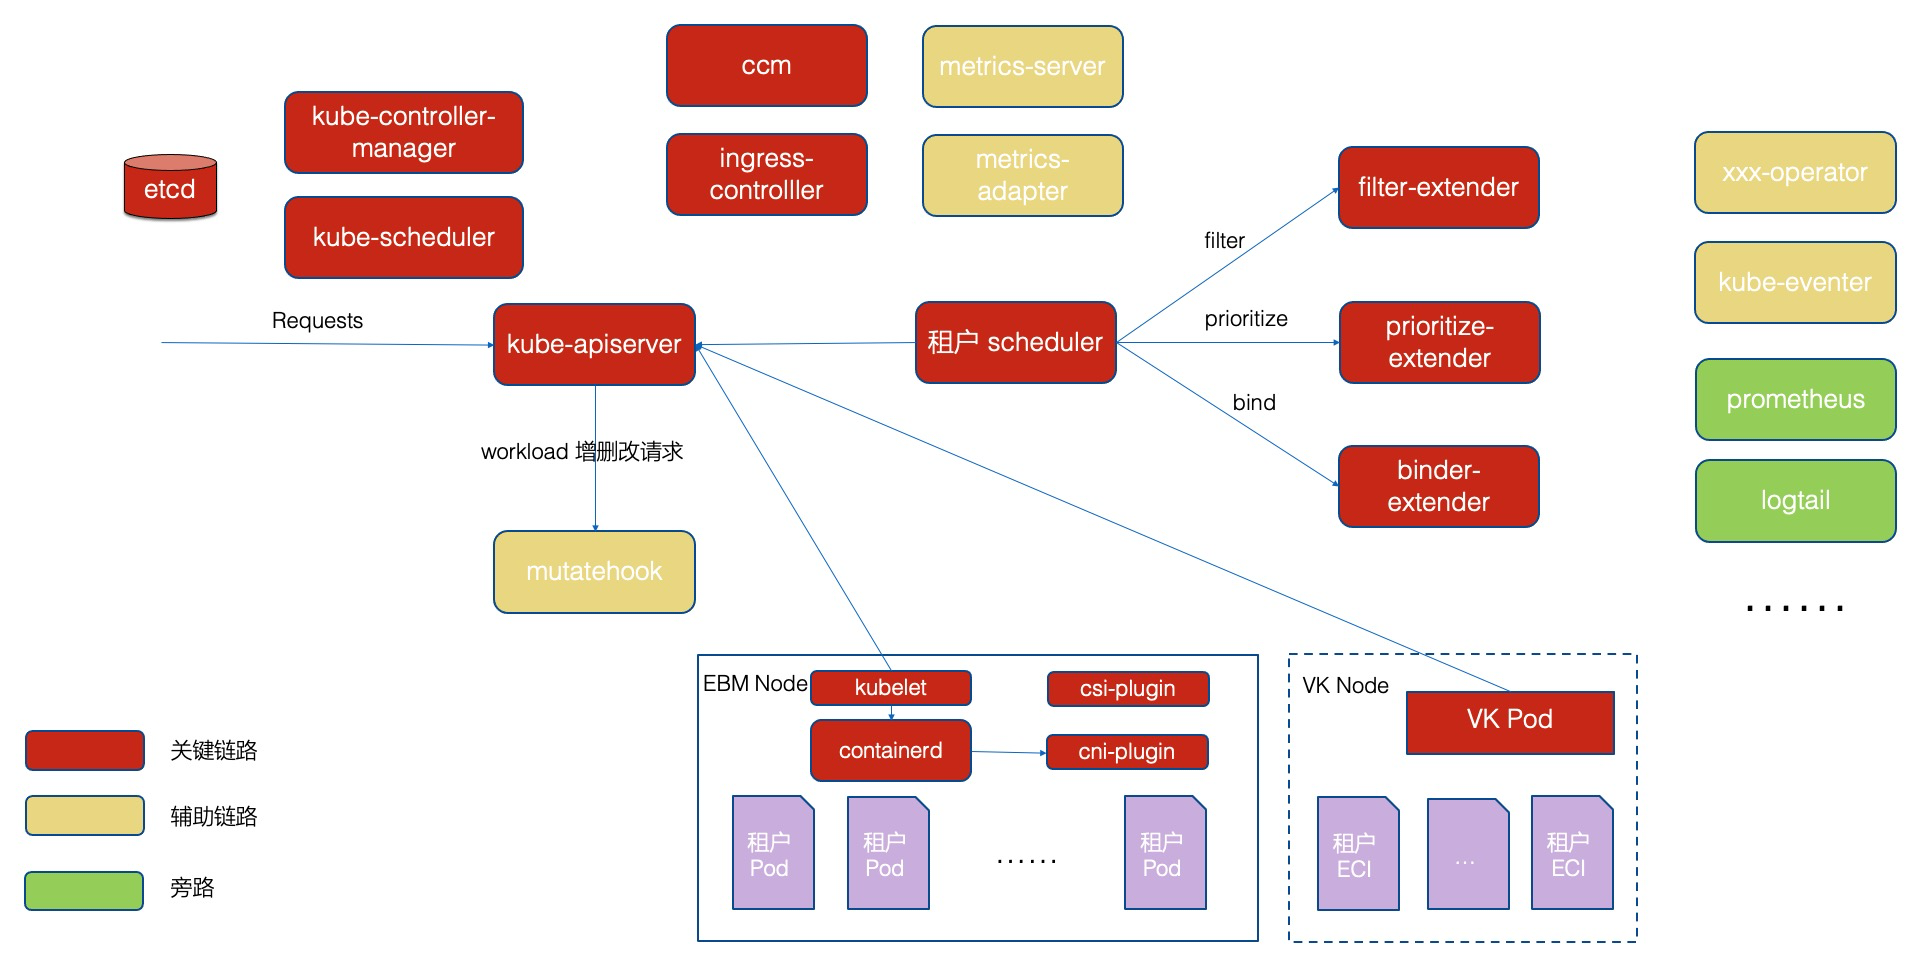 ccm
metrics-server
kube-controller-
manager
ingress-
controlller
metrics-
adapter
filter-extender
xxx-operator
etcd
kube-scheduler
filter
kube-eventer
Requests
kube-apiserver
租户 scheduler
prioritize
prioritize-
extender
bind
prometheus
workload 增删改请求
binder-
extender
logtail
mutatehook
......
EBM Node
kubelet
csi-plugin
containerd
cni-plugin
租户
Pod
租户
Pod
......
租户
Pod
VK Node
VK Pod
租户
ECI
...
租户
ECI
关键链路
辅助链路
旁路